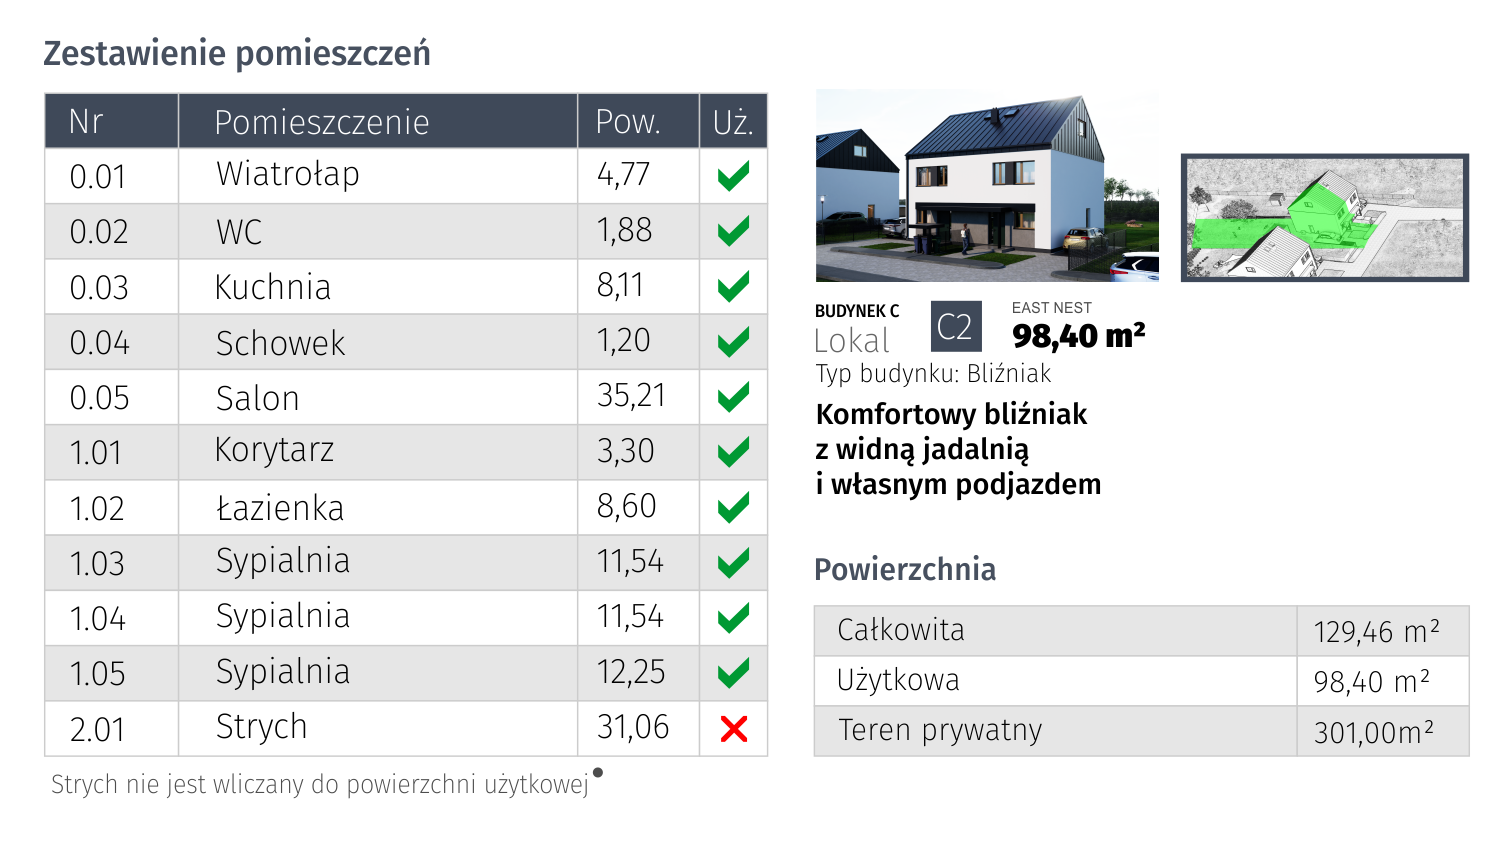 Zestawienie pomieszczeń
Nr Pomieszczenie Pow. Uż.
0.01 Wiatrołap 4,77
0.02 WC 1,88
0.03 Kuchnia 8,11
0.04 Schowek 1,20
0.05 Salon 35,21
1.01 Korytarz 3,30
1.02 Łazienka 8,60
1.03 Sypialnia 11,54
1.04 Sypialnia 11,54
1.05 Sypialnia 12,25
2.01 Strych 31,06
Strych nie jest wliczany do powierzchni użytkowej
BUDYNEK C
Lokal
C2
EAST NEST
98,40 m²
Typ budynku: Bliźniak
Komfortowy bliźniak
z widną jadalnią
i własnym podjazdem
Powierzchnia
Całkowita 129,46 m²
Użytkowa 98,40 m²
Teren prywatny 301,00m²